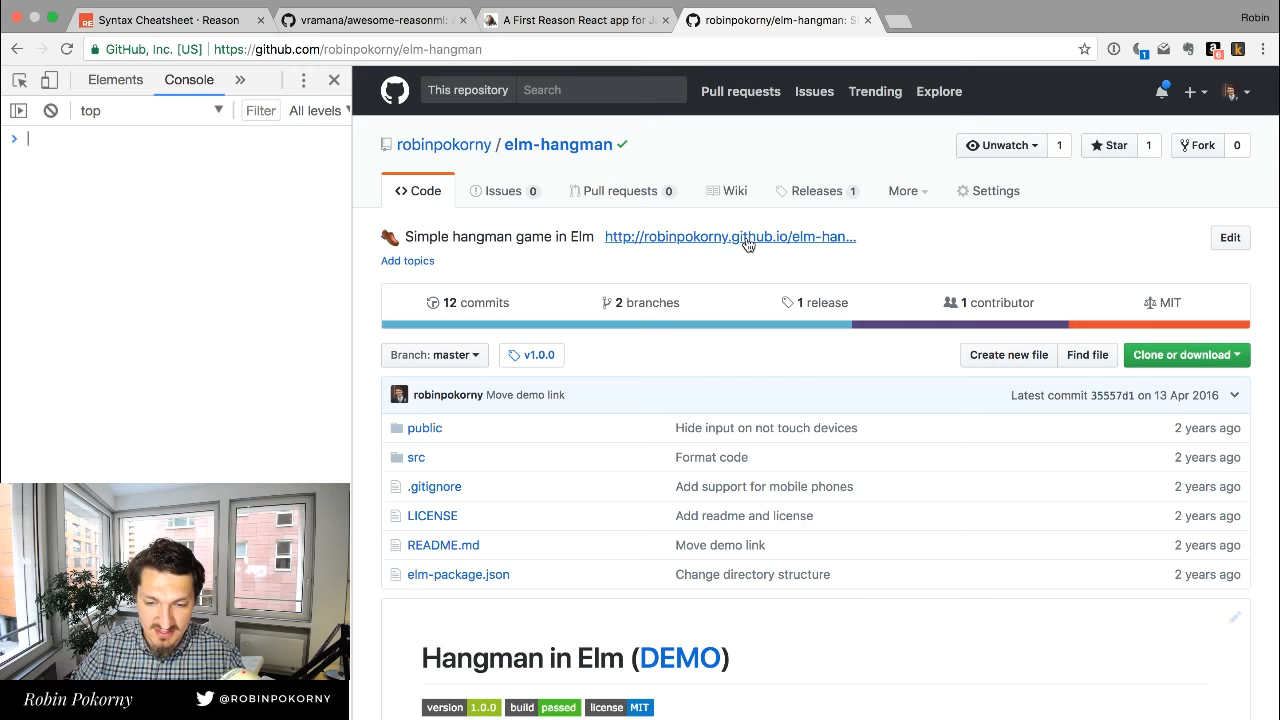 Syntax Cheatsheet · Reason
vramana/awesome-reasonml:
A First Reason React app for J
robinpokorny/elm-hangman: S
Robin
GitHub, Inc. [US]
https://github.com/robinpokorny/elm-hangman
1
6
Elements
Console
top
Filter
All levels
This repository
Search
Pull requests
Issues
Trending
Explore
robinpokorny / elm-hangman
Unwatch
1
Star
1
Fork
0
Code
Issues 0
Pull requests 0
Wiki
Releases 1
More
Settings
Simple hangman game in Elm
http://robinpokorny.github.io/elm-han...
Edit
Add topics
12 commits
2 branches
1 release
1 contributor
MIT
Branch: master
v1.0.0
Create new file
Find file
Clone or download
robinpokorny Move demo link
Latest commit 35557d1 on 13 Apr 2016
public
Hide input on not touch devices
2 years ago
src
Format code
2 years ago
.gitignore
Add support for mobile phones
2 years ago
LICENSE
Add readme and license
2 years ago
README.md
Move demo link
2 years ago
elm-package.json
Change directory structure
2 years ago
Hangman in Elm (DEMO)
version 1.0.0
build passed
license MIT
Robin Pokorny
@ROBINPOKORNY